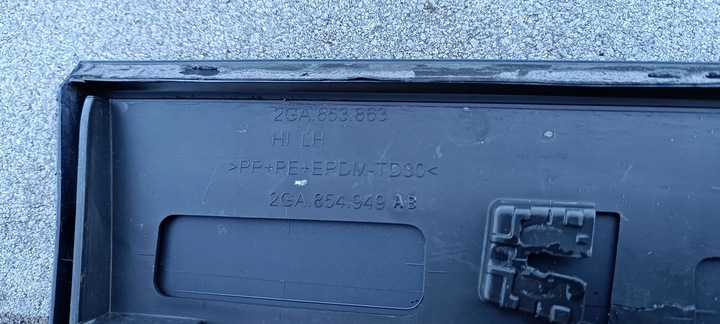 2GA.853.863
HI LH
>PP+PE+EPDM-TD30<
2GA.854.949 AB